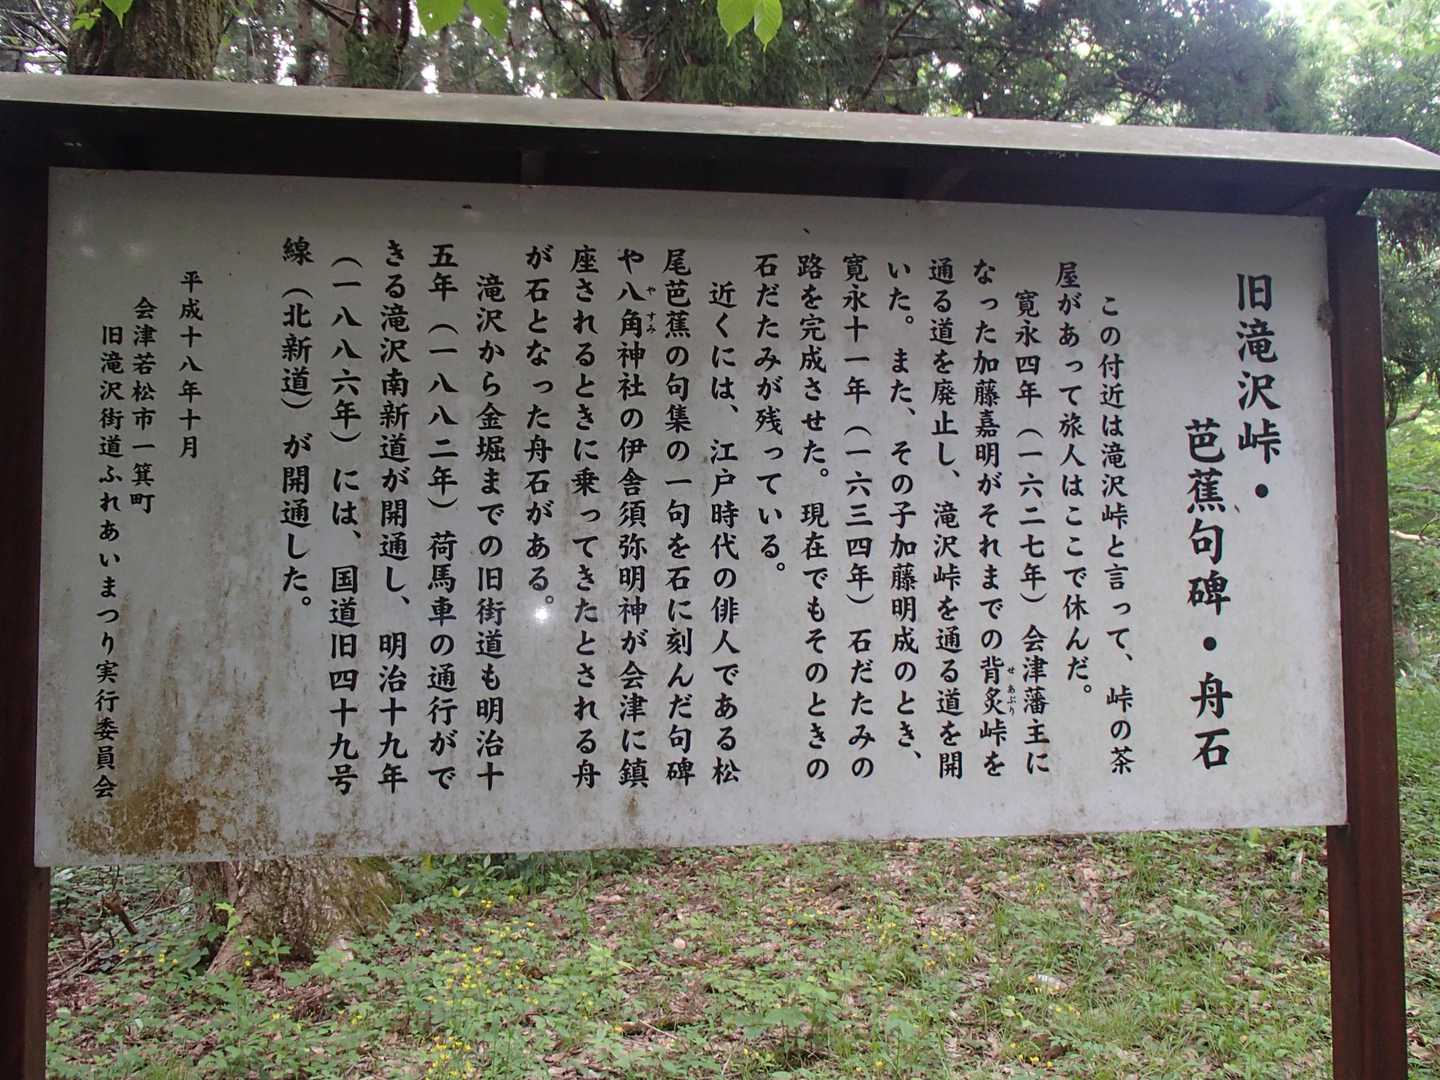 旧滝沢峠・
芭蕉句碑・舟石
この付近は滝沢峠と言って、峠の茶
屋があって旅人はここで休んだ。
寛永四年（一六二七年）会津藩主に
なった加藤嘉明がそれまでの背炙峠を
せあぶり
通る道を廃止し、滝沢峠を通る道を開
いた。また、その子加藤明成のとき、
寛永十一年（一六三四年）石だたみの
路を完成させた。現在でもそのときの
石だたみが残っている。
近くには、江戸時代の俳人である松
尾芭蕉の句集の一句を石に刻んだ句碑
や八角神社の伊舎須弥明神が会津に鎮
やすみ
座されるときに乗ってきたとされる舟
が石となった舟石がある。
滝沢から金堀までの旧街道も明治十
五年（一八八二年）荷馬車の通行がで
きる滝沢南新道が開通し、明治十九年
（一八八六年）には、国道旧四十九号
線（北新道）が開通した。
平成十八年十月
会津若松市一箕町
旧滝沢街道ふれあいまつり実行委員会